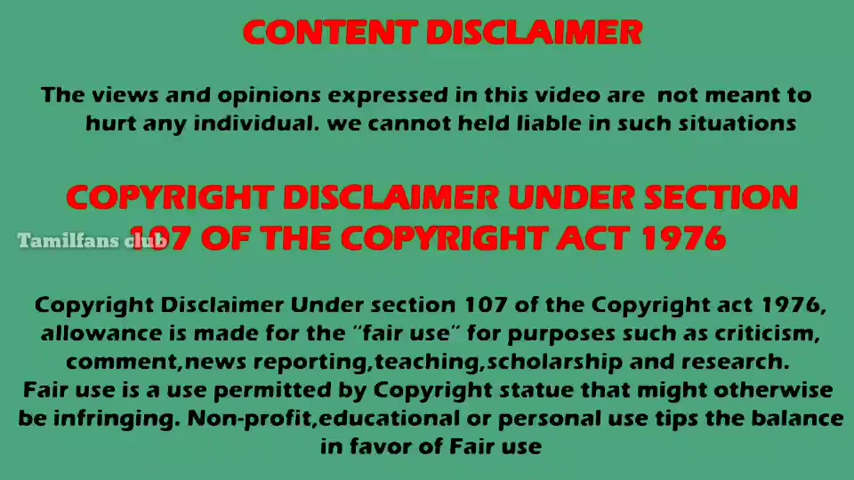 CONTENT DISCLAIMER
The views and opinions expressed in this video are not meant to
hurt any individual. we cannot held liable in such situations
COPYRIGHT DISCLAIMER UNDER SECTION
107 OF THE COPYRIGHT ACT 1976
Tamilfans club
Copyright Disclaimer Under section 107 of the Copyright act 1976,
allowance is made for the "fair use" for purposes such as criticism,
comment,news reporting,teaching,scholarship and research.
Fair use is a use permitted by Copyright statue that might otherwise
be infringing. Non-profit,educational or personal use tips the balance
in favor of Fair use